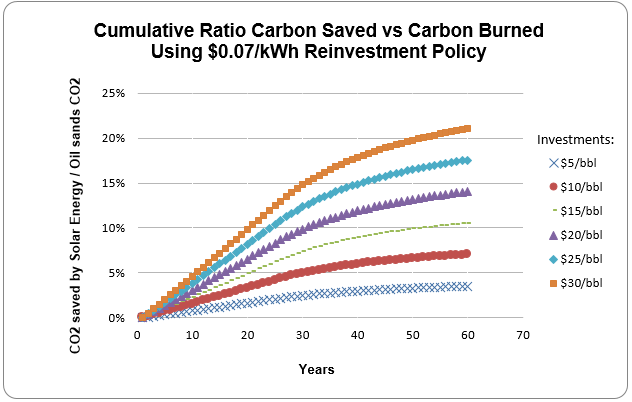 Cumulative Ratio Carbon Saved vs Carbon Burned
Using $0.07/kWh Reinvestment Policy
CO2 saved by Solar Energy / Oil sands CO2
25%
20%
15%
10%
5%
0%
0 10 20 30 40 50 60 70
Years
Investments:
$5/bbl
$10/bbl
$15/bbl
$20/bbl
$25/bbl
$30/bbl